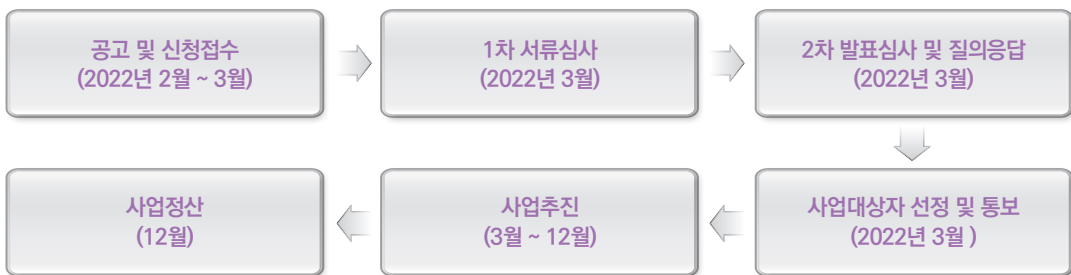 공고 및 신청접수
(2022년 2월 ~ 3월)
1차 서류심사
(2022년 3월)
2차 발표심사 및 질의응답
(2022년 3월)
사업대상자 선정 및 통보
(2022년 3월 )
사업추진
(3월 ~ 12월)
사업정산
(12월)